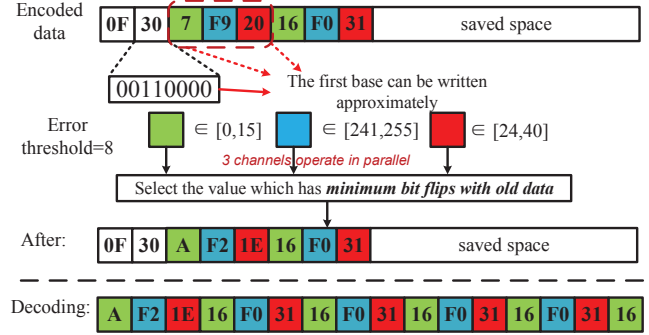 Encoded data
0F 30 7 F9 20 16 F0 31 saved space
00110000
The first base can be written approximately
Error threshold=8
∈ [0,15] ∈ [241,255] ∈ [24,40]
3 channels operate in parallel
Select the value which has minimum bit flips with old data
After: 0F 30 A F2 1E 16 F0 31 saved space
Decoding: A F2 1E 16 F0 31 16 F0 31 16 F0 31 16 F0 31 16